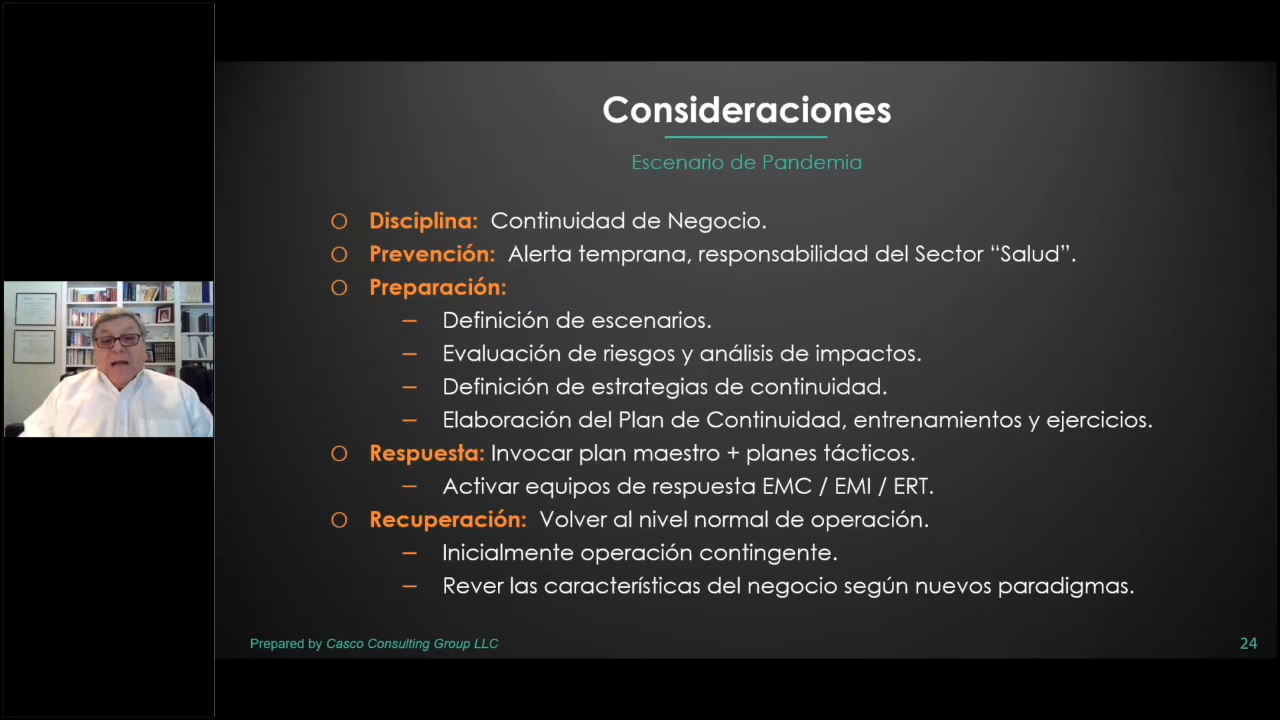 Consideraciones
Escenario de Pandemia
Disciplina: Continuidad de Negocio.
Prevención: Alerta temprana, responsabilidad del Sector “Salud”.
Preparación:
– Definición de escenarios.
– Evaluación de riesgos y análisis de impactos.
– Definición de estrategias de continuidad.
– Elaboración del Plan de Continuidad, entrenamientos y ejercicios.
Respuesta: Invocar plan maestro + planes tácticos.
– Activar equipos de respuesta EMC / EMI / ERT.
Recuperación: Volver al nivel normal de operación.
– Inicialmente operación contingente.
– Rever las características del negocio según nuevos paradigmas.
Prepared by Casco Consulting Group LLC
24